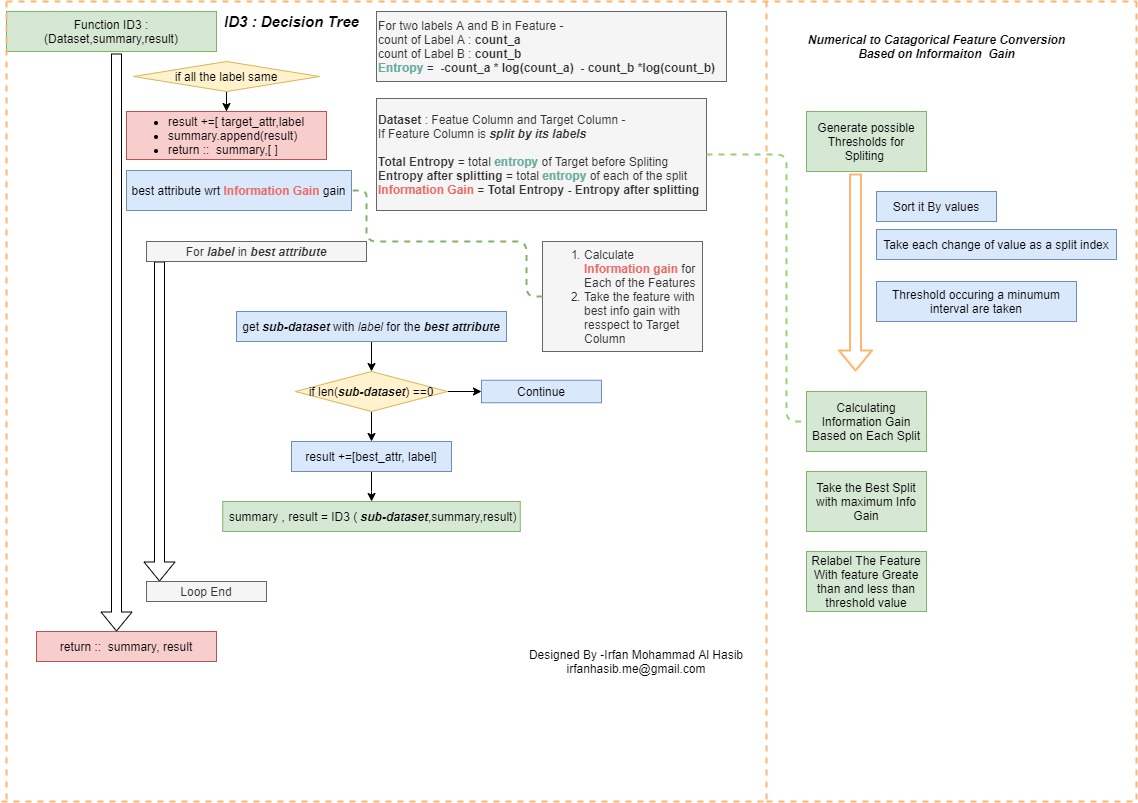 Function ID3 :
(Dataset,summary,result)
ID3 : Decision Tree
For two labels A and B in Feature -
count of Label A : count_a
count of Label B : count_b
Entropy =  -count_a * log(count_a)  - count_b *log(count_b)
if all the label same
• result +=[ target_attr,label
• summary.append(result)
• return ::  summary,[ ]
Dataset : Featue Column and Target Column -
If Feature Column is split by its labels
Total Entropy = total entropy of Target before Spliting
Entropy after splitting = total entropy of each of the split
Information Gain = Total Entropy - Entropy after splitting
best attribute wrt Information Gain gain
For label in best attribute
1. Calculate
Information gain for
Each of the Features
2. Take the feature with
best info gain with
resspect to Target
Column
get sub-dataset with label for the best attribute
if len(sub-dataset) ==0
Continue
result +=[best_attr, label]
summary , result = ID3 ( sub-dataset,summary,result)
Loop End
return ::  summary, result
Designed By -Irfan Mohammad Al Hasib
irfanhasib.me@gmail.com
Numerical to Catagorical Feature Conversion
Based on Informaiton  Gain
Generate possible
Thresholds for
Spliting
Sort it By values
Take each change of value as a split index
Threshold occuring a minumum
interval are taken
Calculating
Information Gain
Based on Each Split
Take the Best Split
with maximum Info
Gain
Relabel The Feature
With feature Greate
than and less than
threshold value